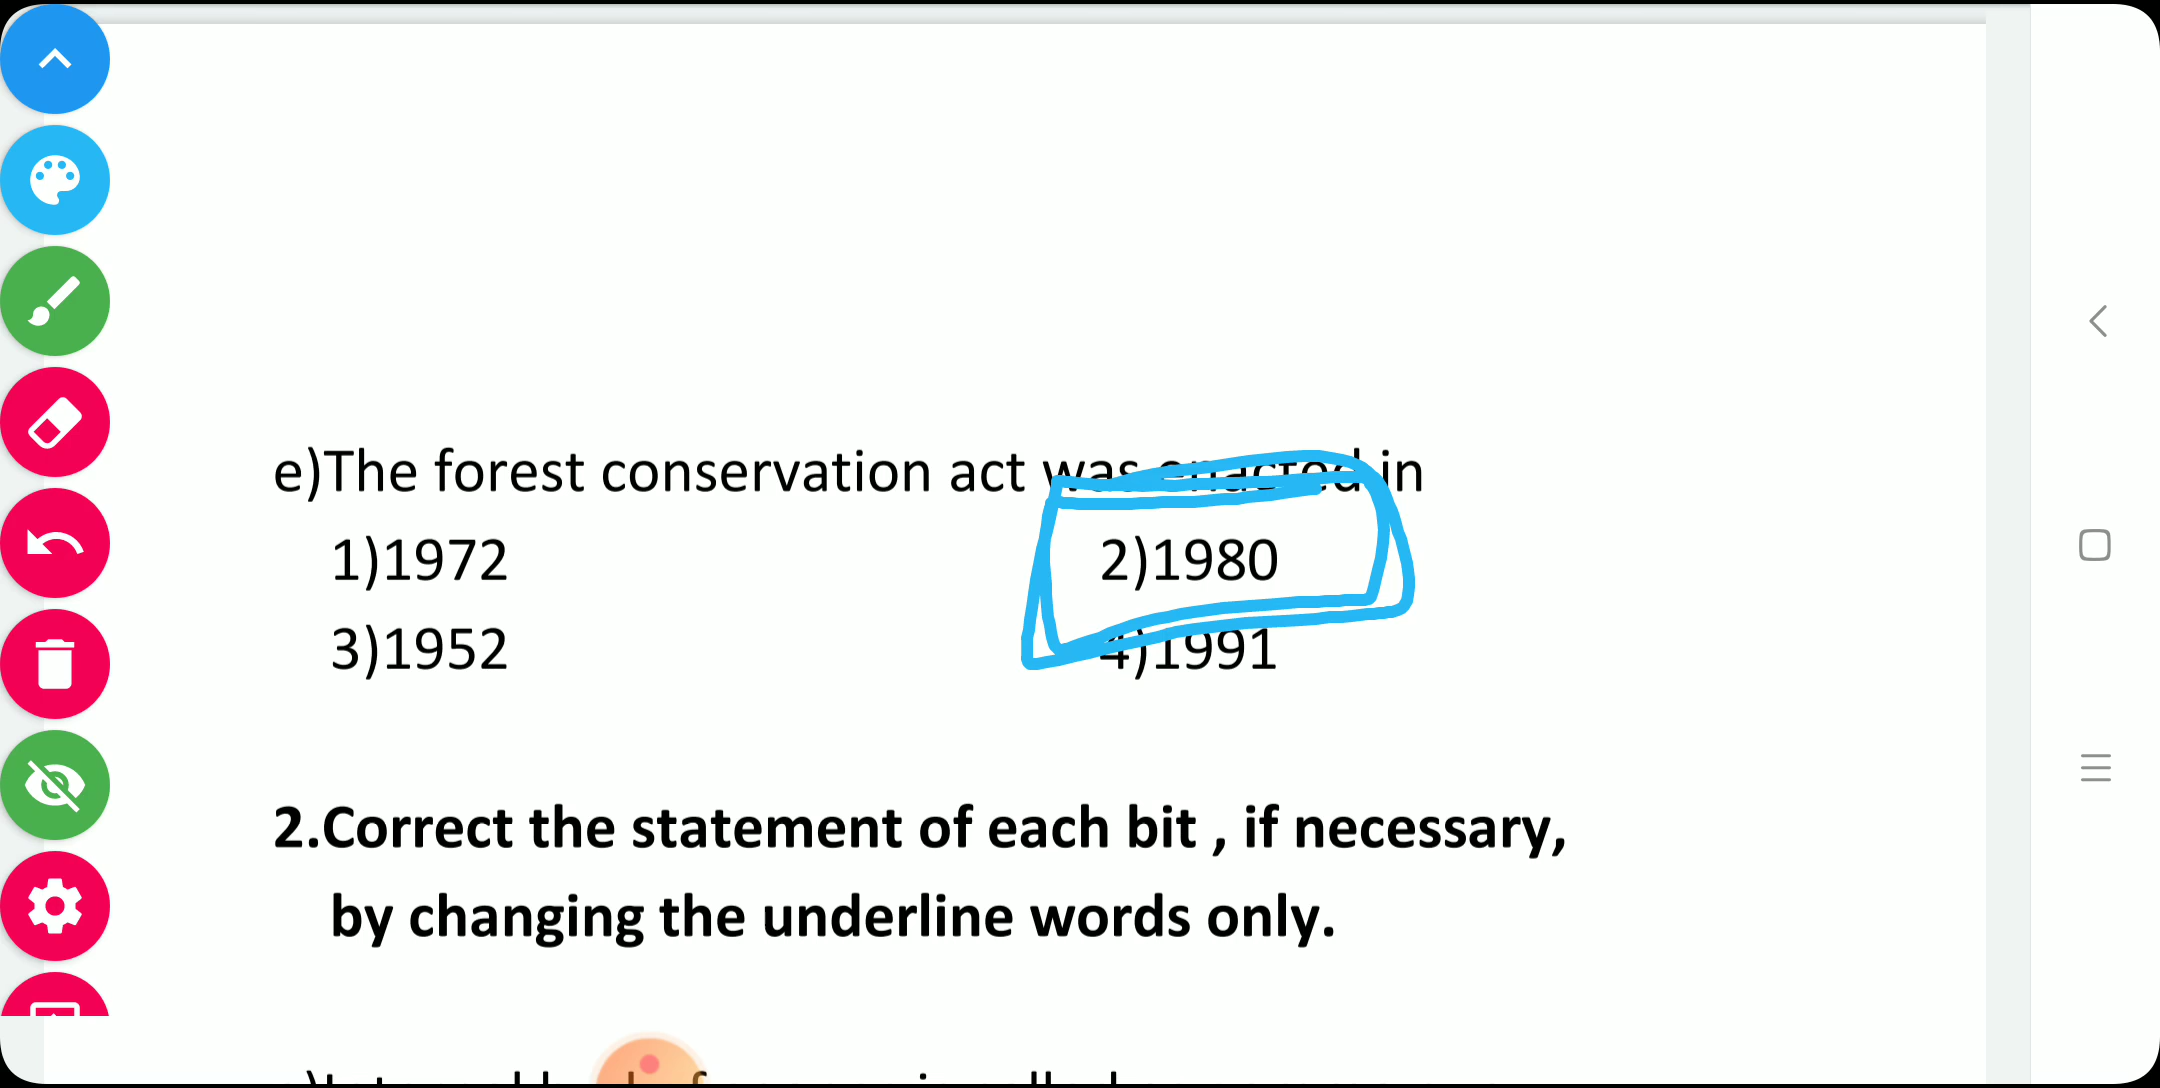 e)The forest conservation act was enacted in
1)1972 2)1980
3)1952 4)1991
2.Correct the statement of each bit , if necessary,
by changing the underline words only.